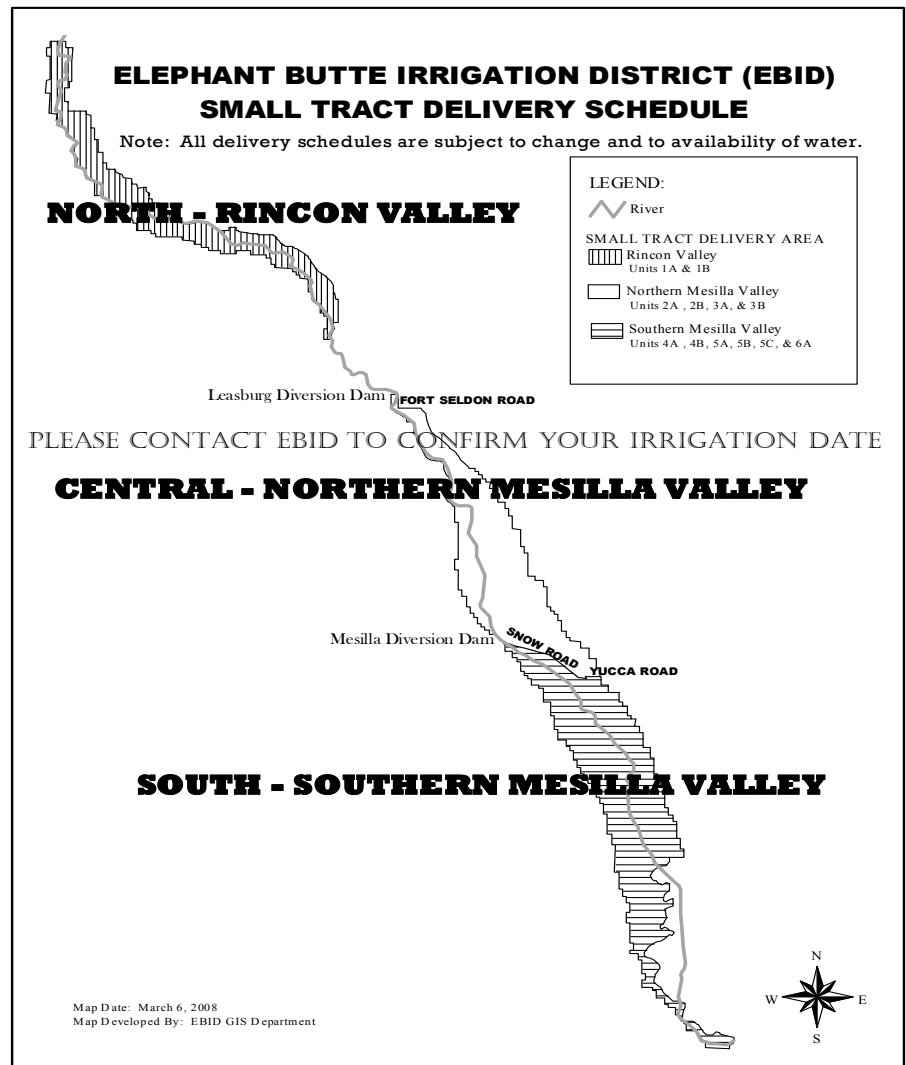 ELEPHANT BUTTE IRRIGATION DISTRICT (EBID)
SMALL TRACT DELIVERY SCHEDULE
Note: All delivery schedules are subject to change and to availability of water.
LEGEND:
River
SMALL TRACT DELIVERY AREA
Rincon Valley
Units 1A & 1B
Northern Mesilla Valley
Units 2A , 2B, 3A, & 3B
Southern Mesilla Valley
Units 4A , 4B, 5A, 5B, 5C, & 6A
NORTH - RINCON VALLEY
Leasburg Diversion Dam
FORT SELDON ROAD
PLEASE CONTACT EBID TO CONFIRM YOUR IRRIGATION DATE
CENTRAL - NORTHERN MESILLA VALLEY
Mesilla Diversion Dam
SNOW ROAD
YUCCA ROAD
SOUTH - SOUTHERN MESILLA VALLEY
N
W
E
S
Map Date: March 6, 2008
Map Developed By: EBID GIS Department